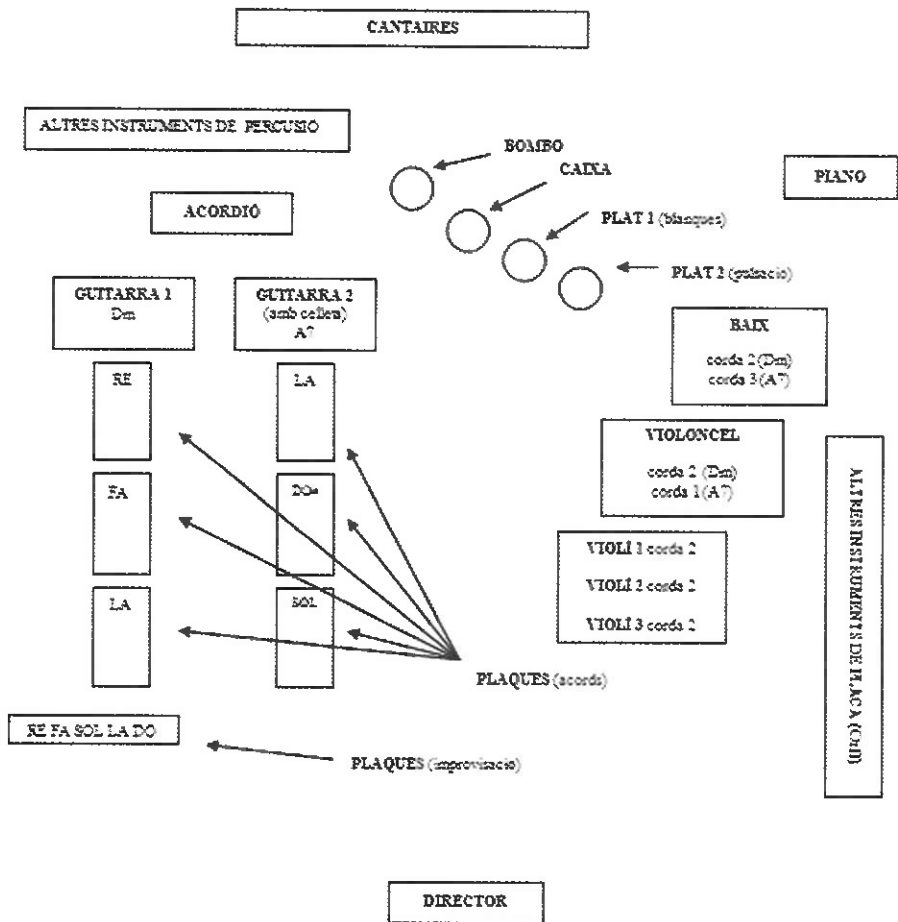 CANTAIRES
ALTRES INSTRUMENTS DE PERCUSIÓ
BOMBO
CAIXA
PIANO
ACORDIÓ
PLAT 1 (blanques)
PLAT 2 (pulsació)
GUITARRA 1
Dm
GUITARRA 2
(amb celleta)
A7
BAIX
corda 2 (Dm)
corda 3 (A7)
RE
LA
VIOLONCEL
corda 2 (Dm)
corda 1 (A7)
FA
DO#
VIOLÍ 1 corda 2
VIOLÍ 2 corda 2
VIOLÍ 3 corda 2
LA
SOL
ALTRES INSTRUMENTS DE PLACA (Orff)
PLAQUES (acords)
RE FA SOL LA DO
PLAQUES (improvisació)
DIRECTOR